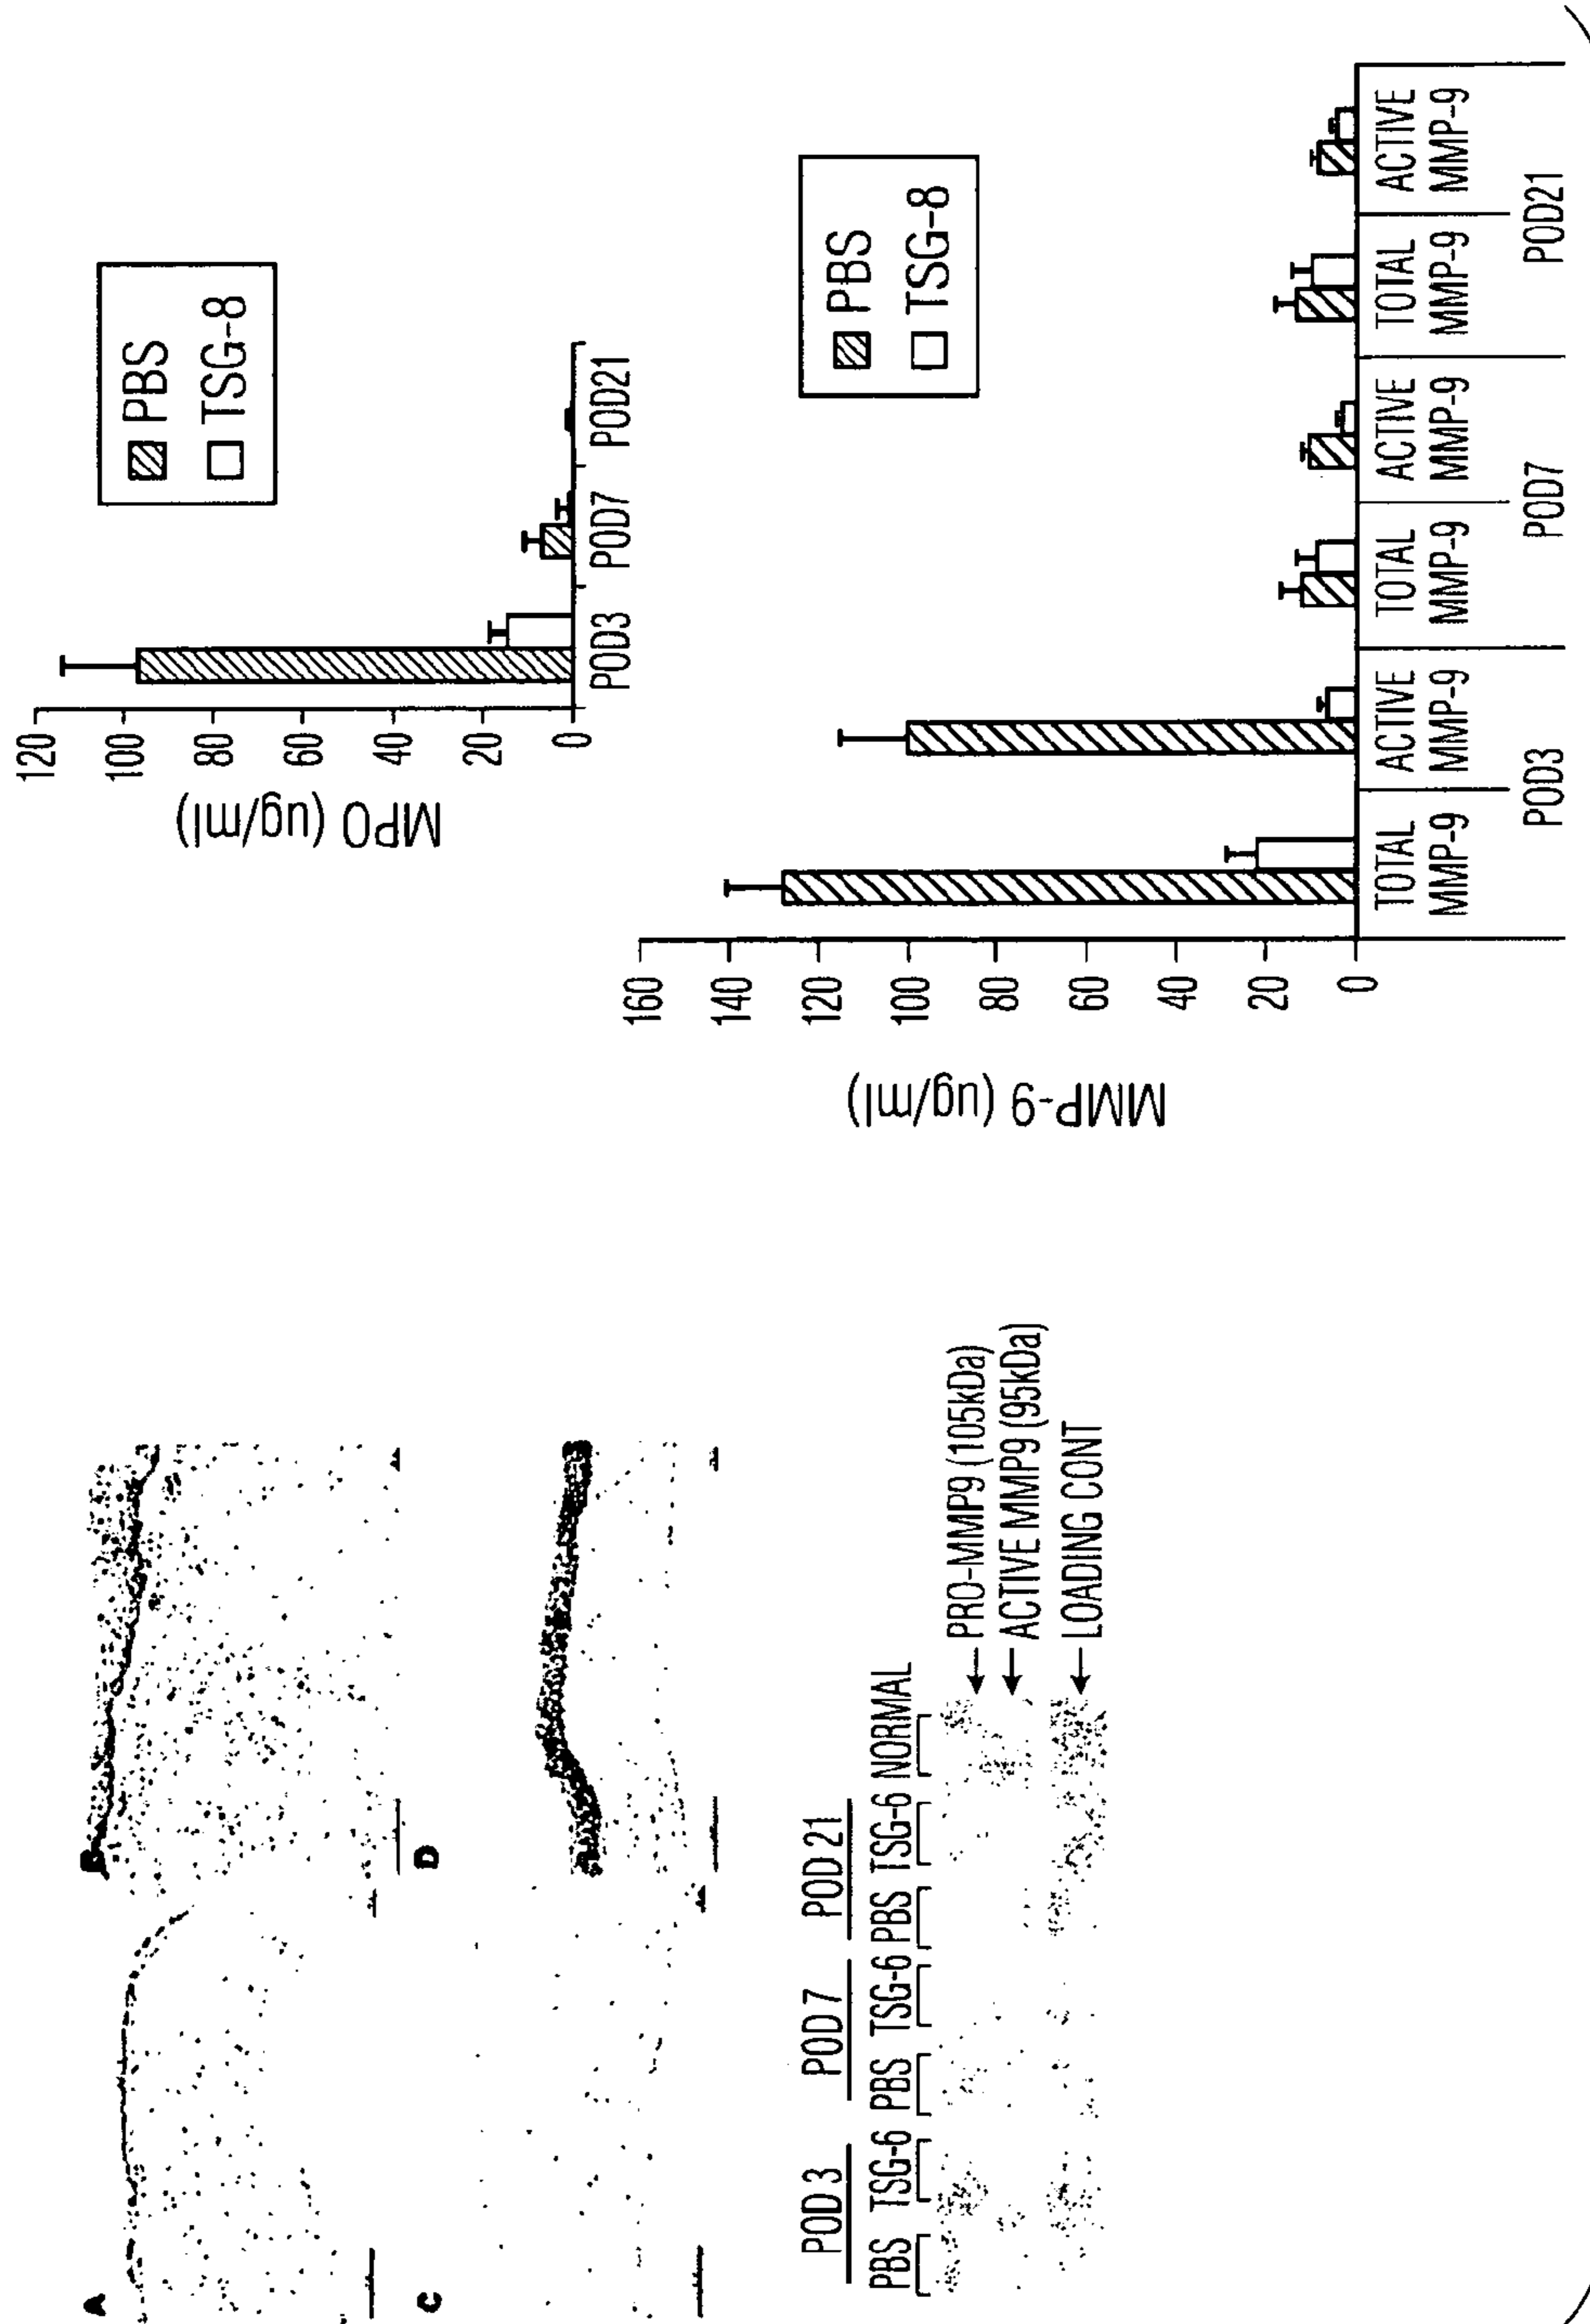 A
B
C
D
POD 3
POD 7
POD 21
PBS TSG-6 PBS TSG-6 PBS TSG-6 NORMAL
PRO-MMP9 (105kDa)
ACTIVE MMP9 (95kDa)
LOADING CONT
MPO (ug/ml)
120
100
80
60
40
20
0
POD3
POD7
POD21
PBS
TSG-8
MMP-9 (ug/ml)
160
140
120
100
80
60
40
20
0
TOTAL
MMP-9
ACTIVE
MMP-9
TOTAL
MMP-9
ACTIVE
MMP-9
TOTAL
MMP-9
ACTIVE
MMP-9
POD3
POD7
POD21
PBS
TSG-8